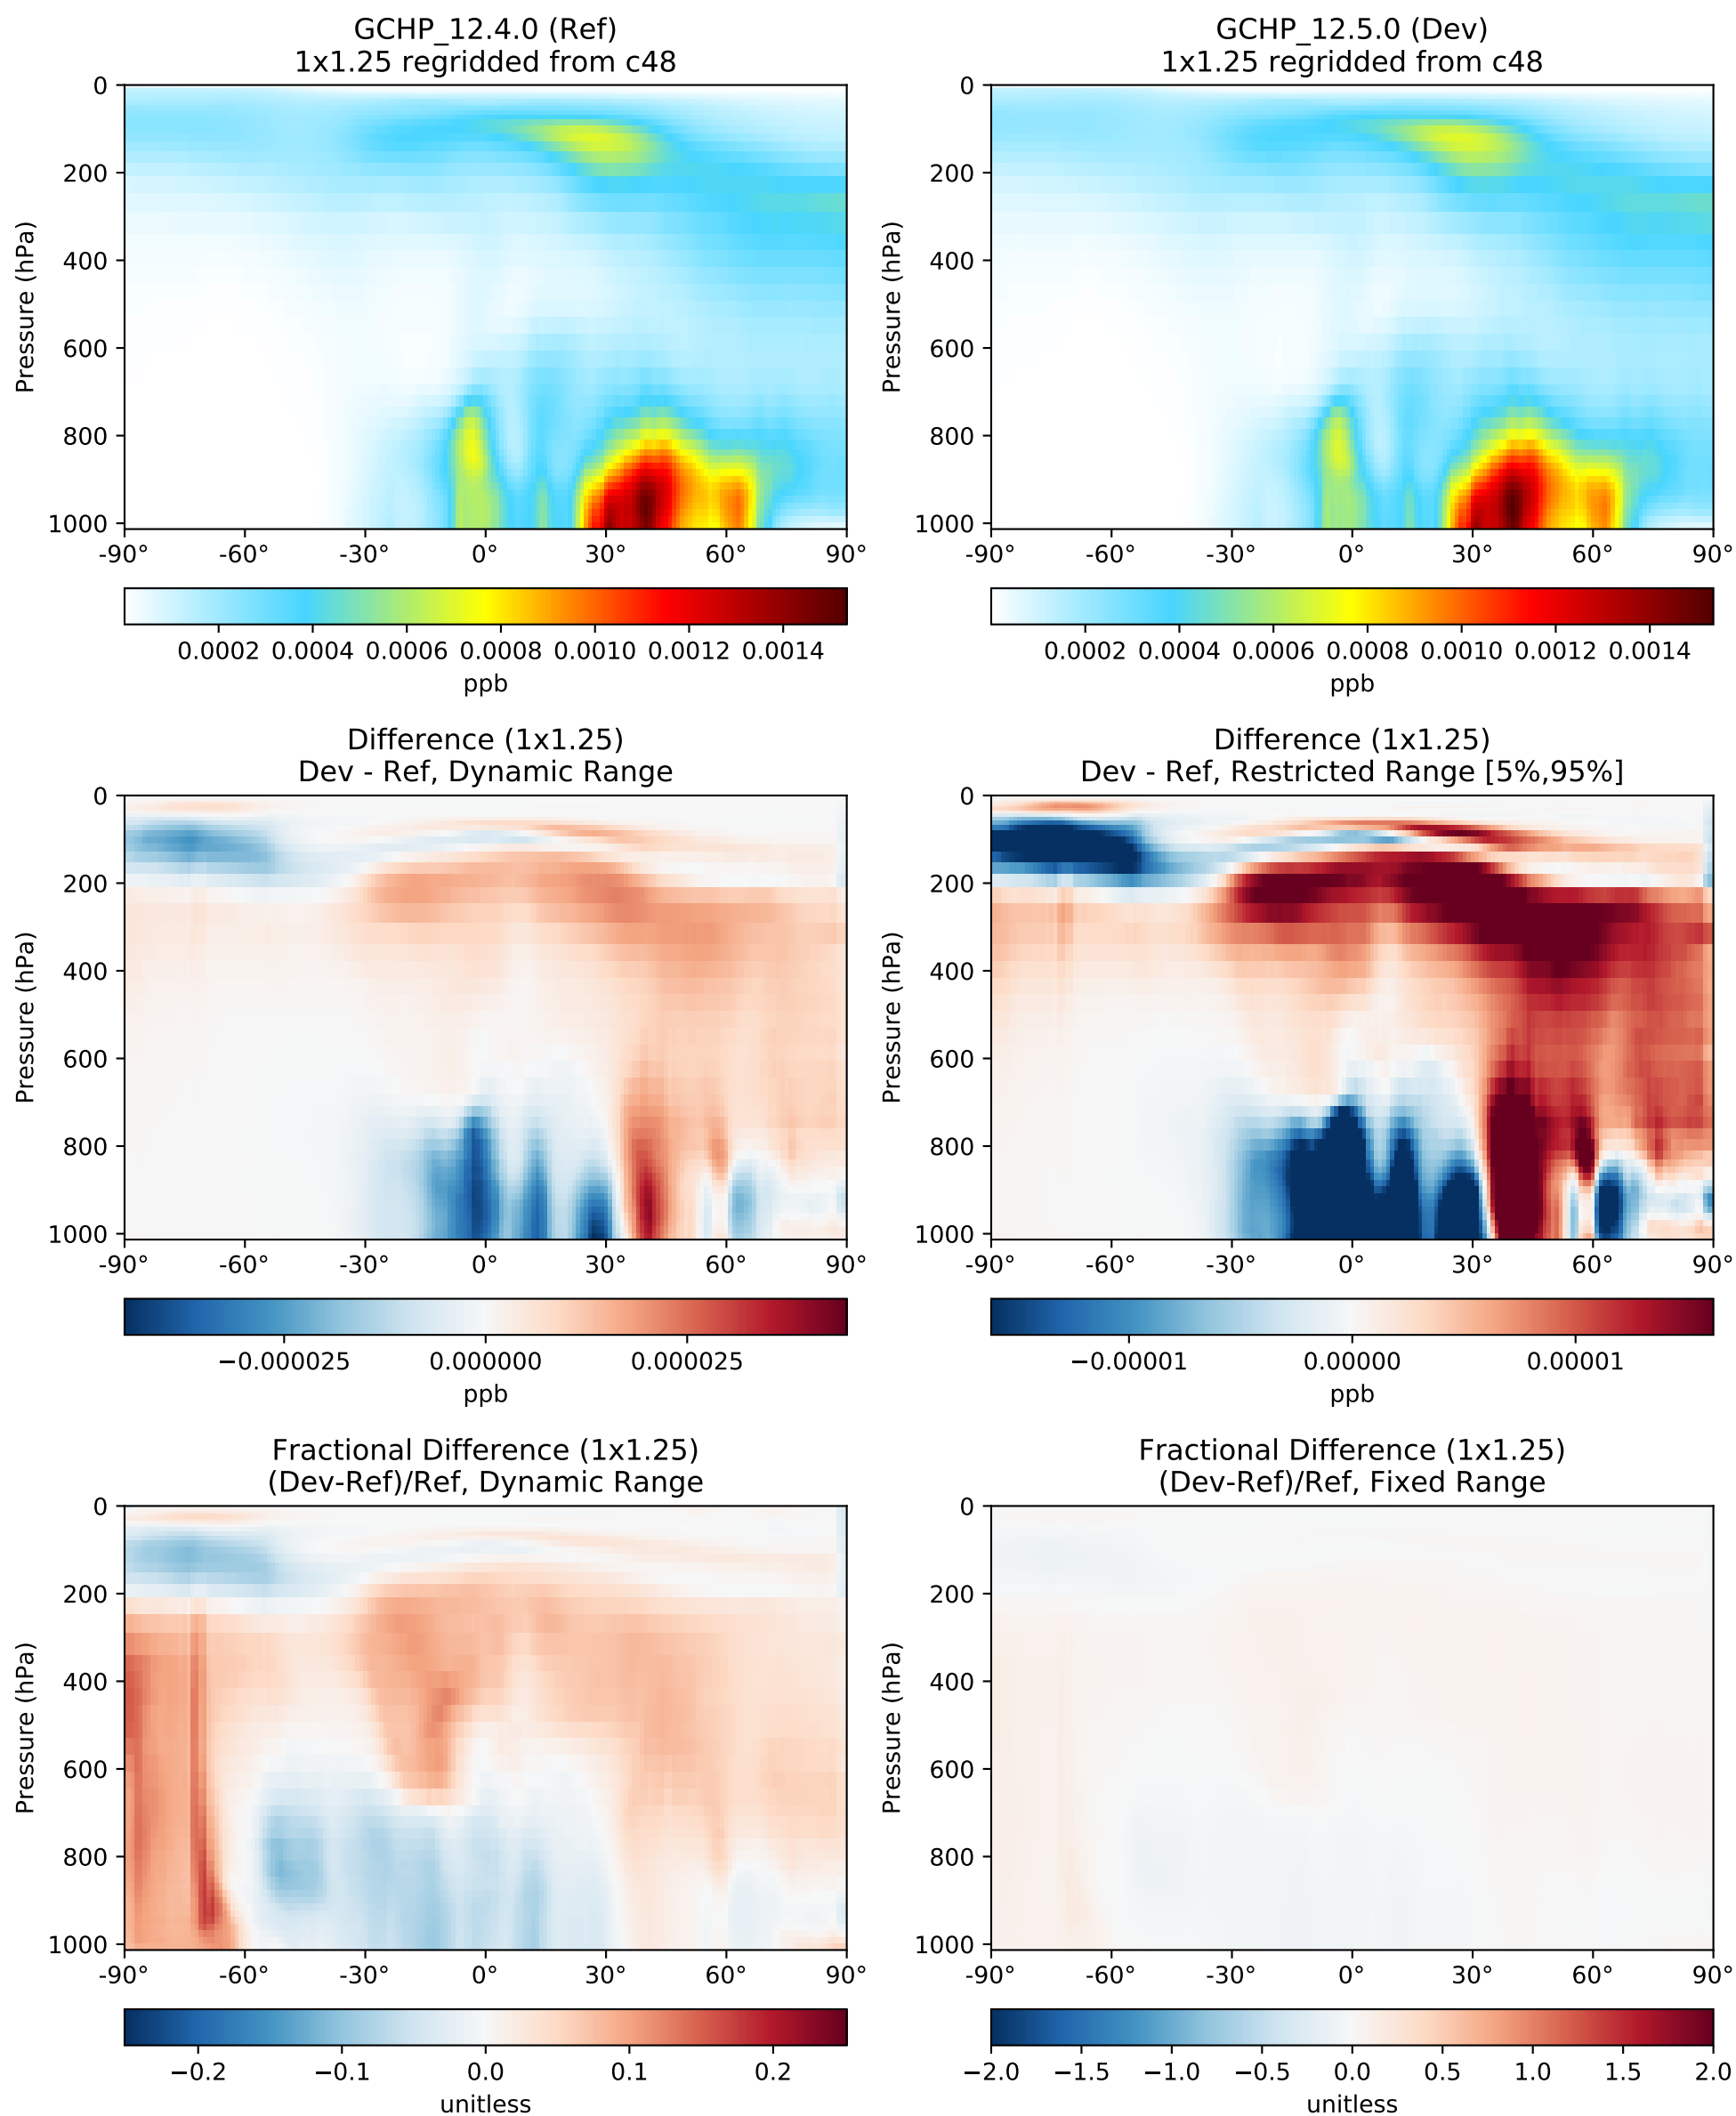 GCHP_12.4.0 (Ref)
1x1.25 regridded from c48
Pressure (hPa)
0
200
400
600
800
1000
-90° -60° -30° 0° 30° 60° 90°
0.0002 0.0004 0.0006 0.0008 0.0010 0.0012 0.0014
ppb
GCHP_12.5.0 (Dev)
1x1.25 regridded from c48
Pressure (hPa)
0
200
400
600
800
1000
-90° -60° -30° 0° 30° 60° 90°
0.0002 0.0004 0.0006 0.0008 0.0010 0.0012 0.0014
ppb
Difference (1x1.25)
Dev - Ref, Dynamic Range
Pressure (hPa)
0
200
400
600
800
1000
-90° -60° -30° 0° 30° 60° 90°
−0.000025 0.000000 0.000025
ppb
Difference (1x1.25)
Dev - Ref, Restricted Range [5%,95%]
Pressure (hPa)
0
200
400
600
800
1000
-90° -60° -30° 0° 30° 60° 90°
−0.00001 0.00000 0.00001
ppb
Fractional Difference (1x1.25)
(Dev-Ref)/Ref, Dynamic Range
Pressure (hPa)
0
200
400
600
800
1000
-90° -60° -30° 0° 30° 60° 90°
−0.2 −0.1 0.0 0.1 0.2
unitless
Fractional Difference (1x1.25)
(Dev-Ref)/Ref, Fixed Range
Pressure (hPa)
0
200
400
600
800
1000
-90° -60° -30° 0° 30° 60° 90°
−2.0 −1.5 −1.0 −0.5 0.0 0.5 1.0 1.5 2.0
unitless